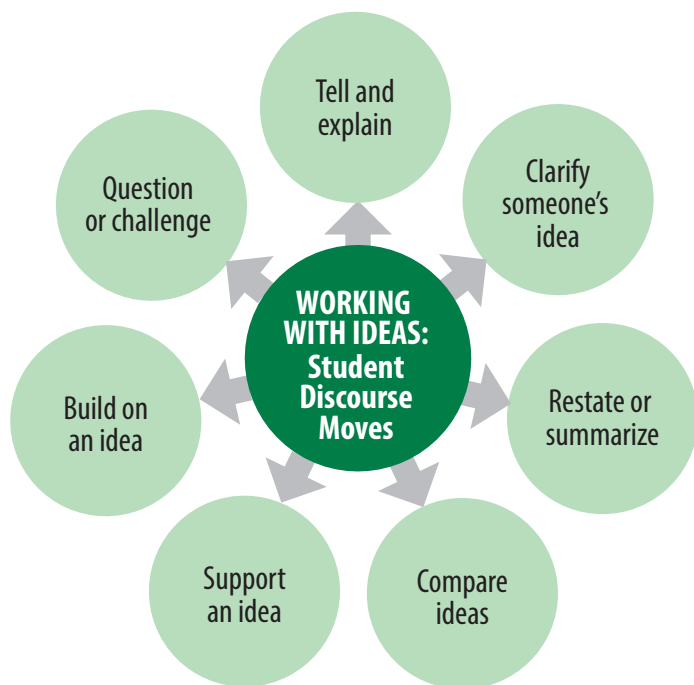 Tell and
explain
Clarify
someone's
idea
Restate or
summarize
Compare
ideas
Support
an idea
Build on
an idea
Question
or challenge
WORKING
WITH IDEAS:
Student
Discourse
Moves